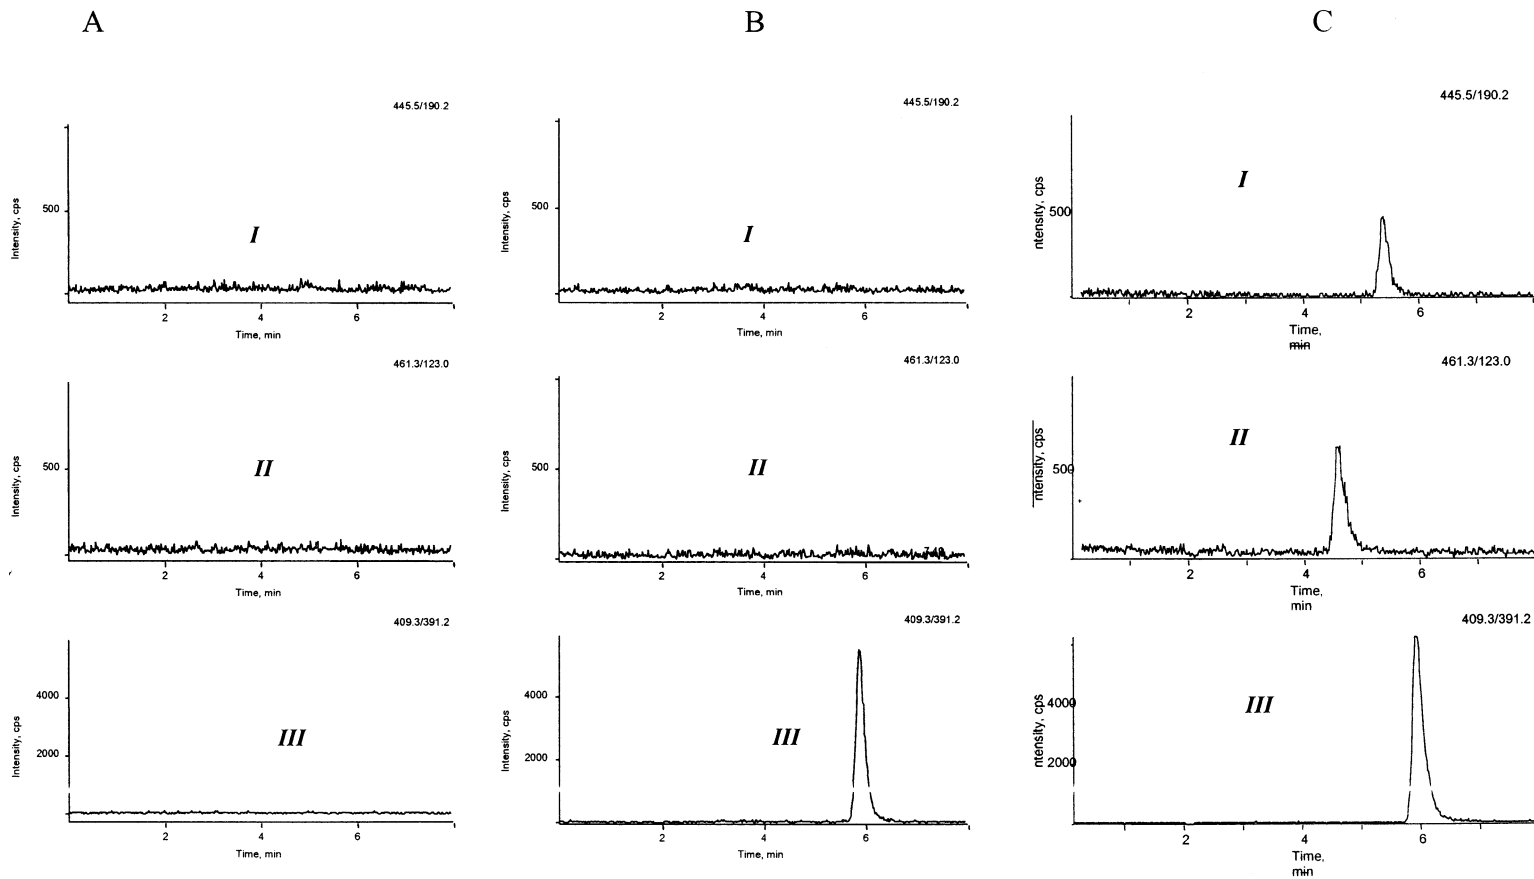 A
B
C
445.5/190.2
Intensity, cps
500
I
2
4
6
Time, min
445.5/190.2
Intensity, cps
500
I
2
4
6
Time, min
445.5/190.2
ntensity, cps
500
I
2
4
6
Time,
min
461.3/123.0
Intensity, cps
500
II
2
4
6
Time, min
461.3/123.0
Intensity, cps
500
II
2
4
6
Time, min
461.3/123.0
ntensity, cps
500
II
2
4
6
Time,
min
409.3/391.2
Intensity, cps
4000
2000
III
2
4
6
Time, min
409.3/391.2
Intensity, cps
4000
2000
III
2
4
6
Time, min
409.3/391.2
ntensity, cps
4000
2000
III
2
4
6
Time,
min